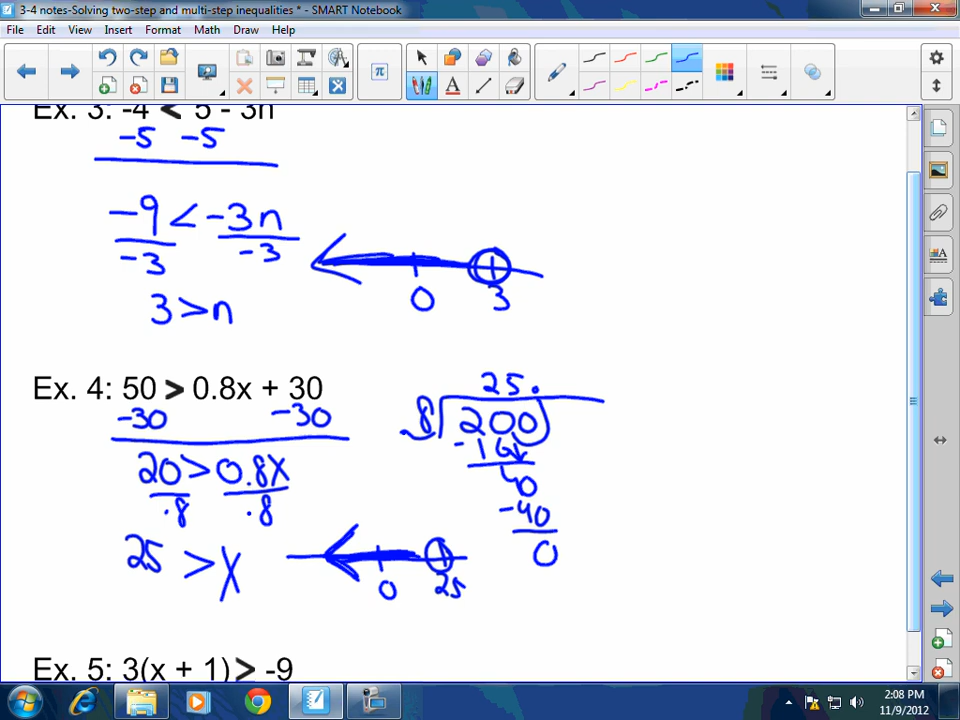 3-4 notes-Solving two-step and multi-step inequalities * - SMART Notebook
File Edit View Insert Format Math Draw Help
Ex. 3: -4 < 5 - 3n
-5 -5
-9 < -3n
-3 -3
3 > n
0 3
Ex. 4: 50 > 0.8x + 30
-30 -30
20 > 0.8x
.8 .8
25 > x
25.
8 200
-16
40
-40
0
0 25
Ex. 5: 3(x + 1) > -9
2:08 PM
11/9/2012